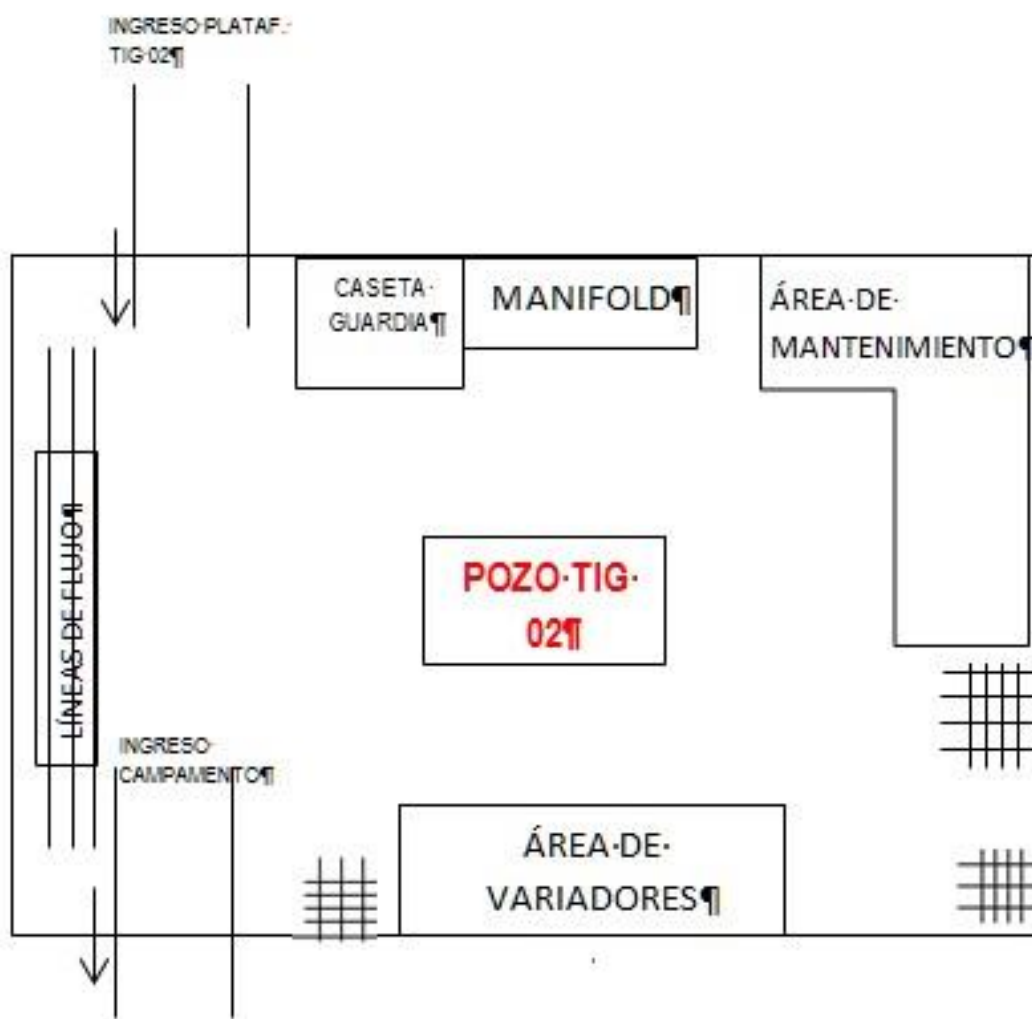 INGRESO·PLATAF.·
TIG·02¶
CASETA·
GUARDIA¶
MANIFOLD¶
ÁREA·DE·
MANTENIMIENTO¶
LÍNEAS DE FLUJO¶
POZO·TIG·
02¶
INGRESO·
CAMPAMENTO¶
ÁREA·DE·
VARIADORES¶